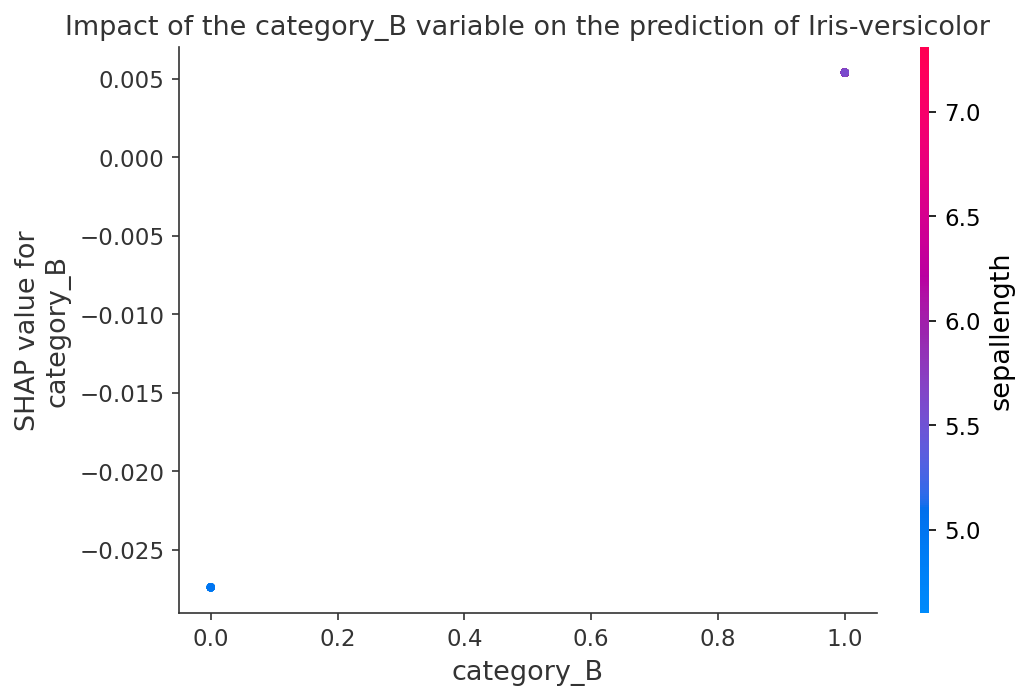 Impact of the category_B variable on the prediction of Iris-versicolor
SHAP value for
category_B
0.005
0.000
−0.005
−0.010
−0.015
−0.020
−0.025
0.0 0.2 0.4 0.6 0.8 1.0
category_B
7.0
6.5
6.0
5.5
5.0
sepallength